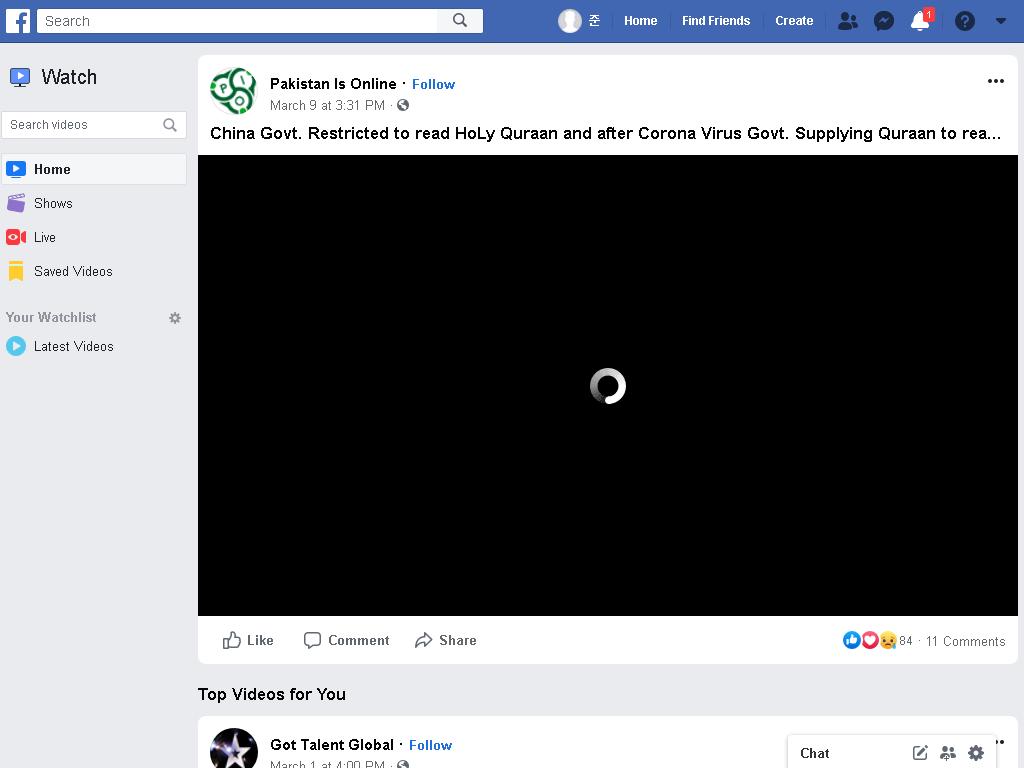 Search
준
Home
Find Friends
Create
1
Watch
Search videos
Home
Shows
Live
Saved Videos
Your Watchlist
Latest Videos
Pakistan Is Online · Follow
March 9 at 3:31 PM ·
China Govt. Restricted to read HoLy Quraan and after Corona Virus Govt. Supplying Quraan to rea...
Like
Comment
Share
84 · 11 Comments
Top Videos for You
Got Talent Global · Follow
March 1 at 4:00 PM ·
Chat